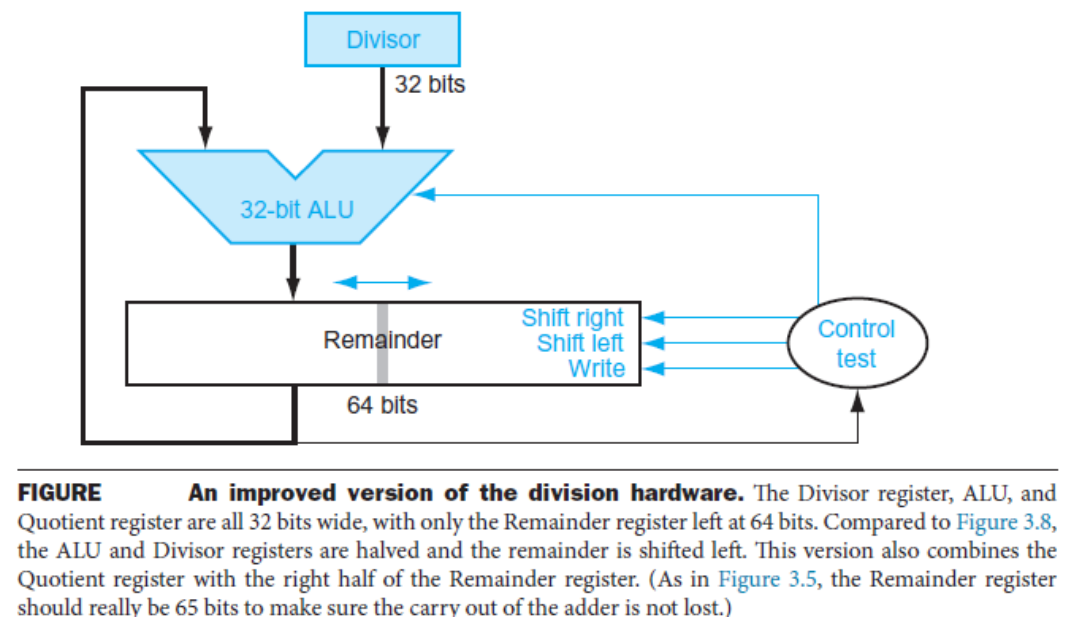 Divisor
32 bits
32-bit ALU
Remainder
Shift right
Shift left
Write
Control
test
64 bits
FIGURE An improved version of the division hardware. The Divisor register, ALU, and
Quotient register are all 32 bits wide, with only the Remainder register left at 64 bits. Compared to Figure 3.8,
the ALU and Divisor registers are halved and the remainder is shifted left. This version also combines the
Quotient register with the right half of the Remainder register. (As in Figure 3.5, the Remainder register
should really be 65 bits to make sure the carry out of the adder is not lost.)